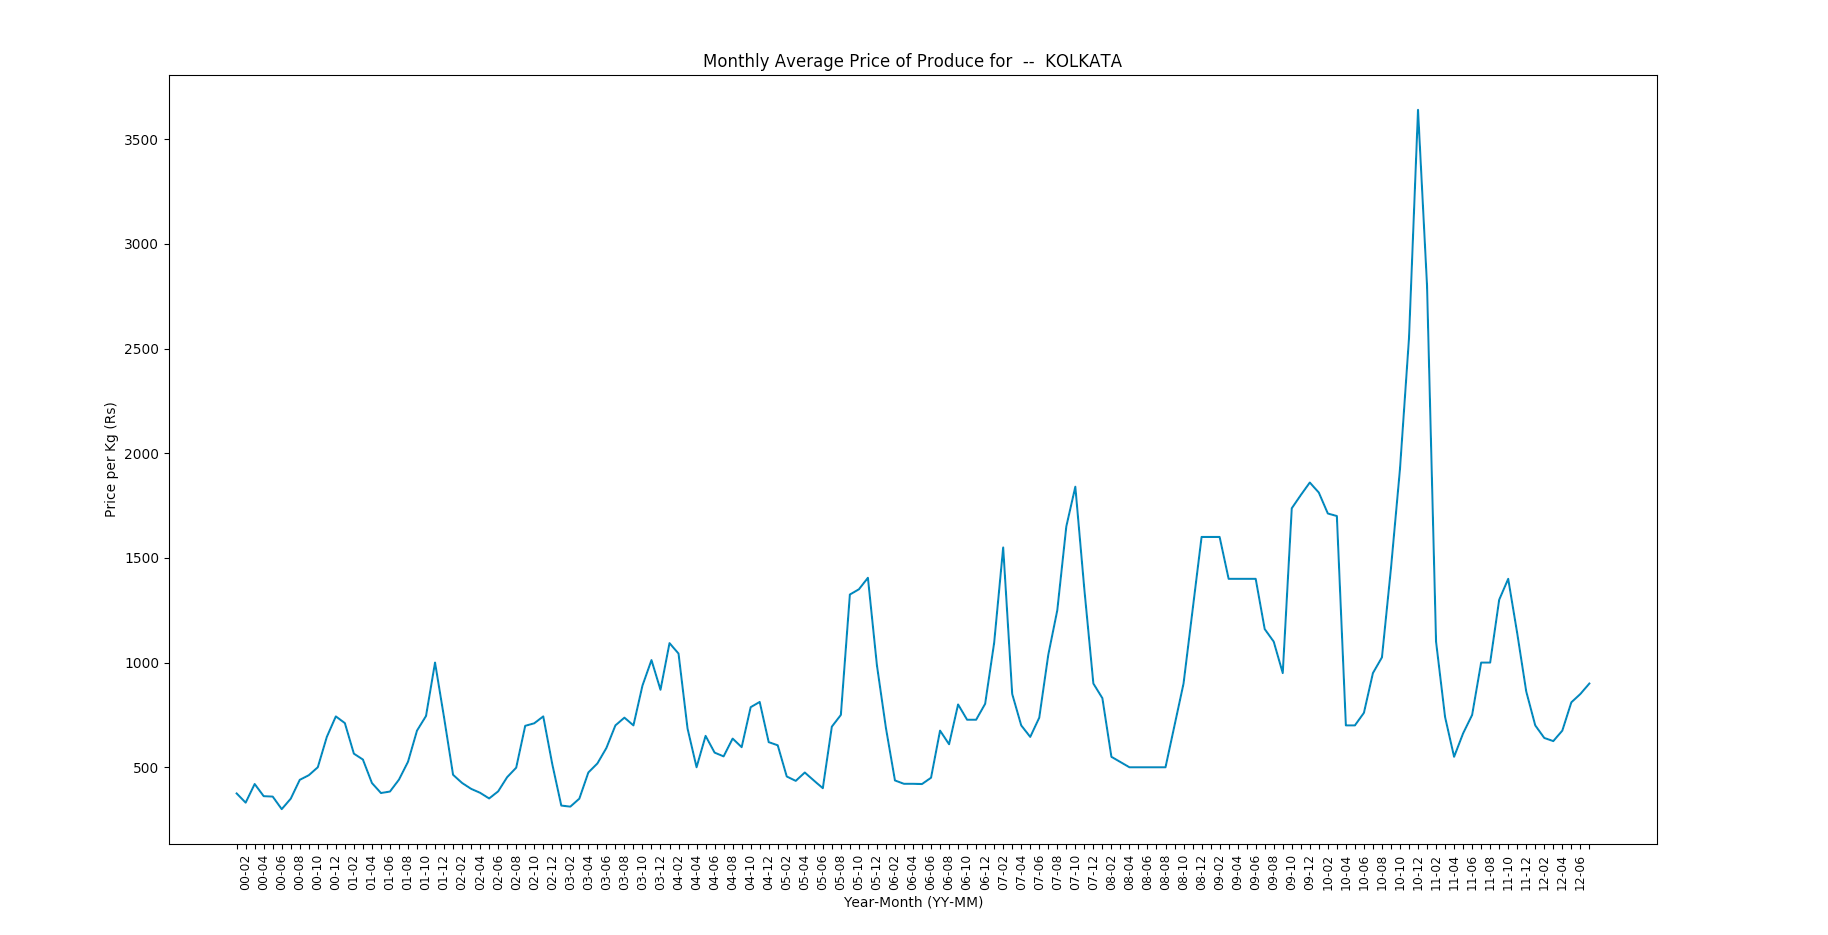 Monthly Average Price of Produce for  --  KOLKATA
3500
3000
2500
2000
1500
1000
500
Price per Kg (Rs)
00-02 00-04 00-06 00-08 00-10 00-12 01-02 01-04 01-06 01-08 01-10 01-12 02-02 02-04 02-06 02-08 02-10 02-12 03-02 03-04 03-06 03-08 03-10 03-12 04-02 04-04 04-06 04-08 04-10 04-12 05-02 05-04 05-06 05-08 05-10 05-12 06-02 06-04 06-06 06-08 06-10 06-12 07-02 07-04 07-06 07-08 07-10 07-12 08-02 08-04 08-06 08-08 08-10 08-12 09-02 09-04 09-06 09-08 09-10 09-12 10-02 10-04 10-06 10-08 10-10 10-12 11-02 11-04 11-06 11-08 11-10 11-12 12-02 12-04 12-06
Year-Month (YY-MM)